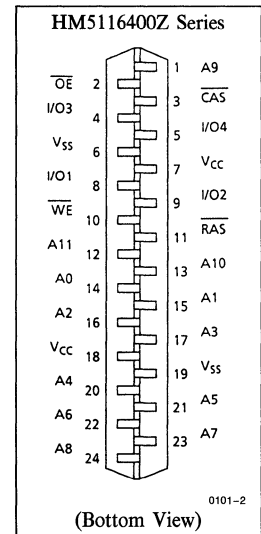 HM5116400Z Series
1 A9
OE 2
3 CAS
I/O3 4
5 I/O4
VSS 6
7 VCC
I/O1 8
9 I/O2
WE 10
11 RAS
A11 12
13 A10
A0 14
15 A1
A2 16
17 A3
VCC 18
19 VSS
A4 20
21 A5
A6 22
23 A7
A8 24
0101-2
(Bottom View)